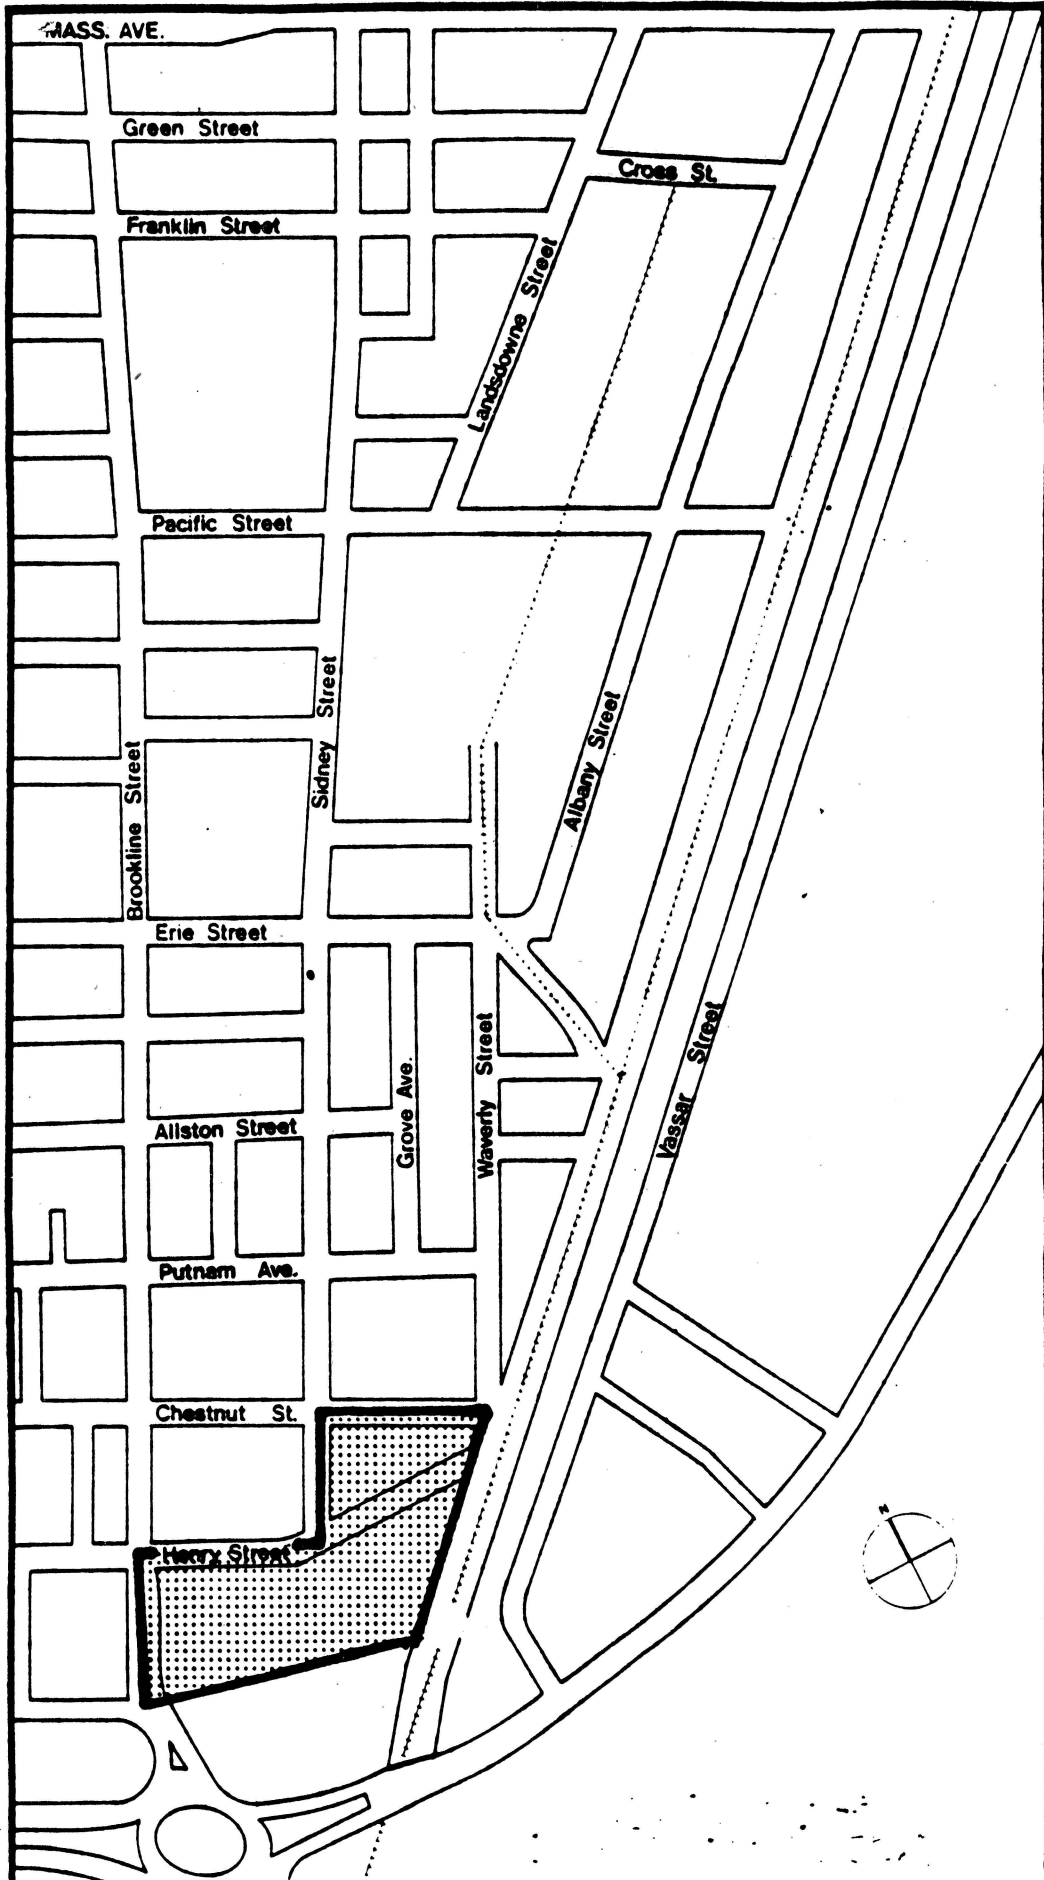 MASS. AVE.
Green Street
Cross St.
Franklin Street
Landsdowne Street
Pacific Street
Sidney Street
Albany Street
Brookline Street
Erie Street
Vassar Street
Waverly Street
Grove Ave.
Allston Street
Putnam Ave.
Chestnut St.
Henry Street
N